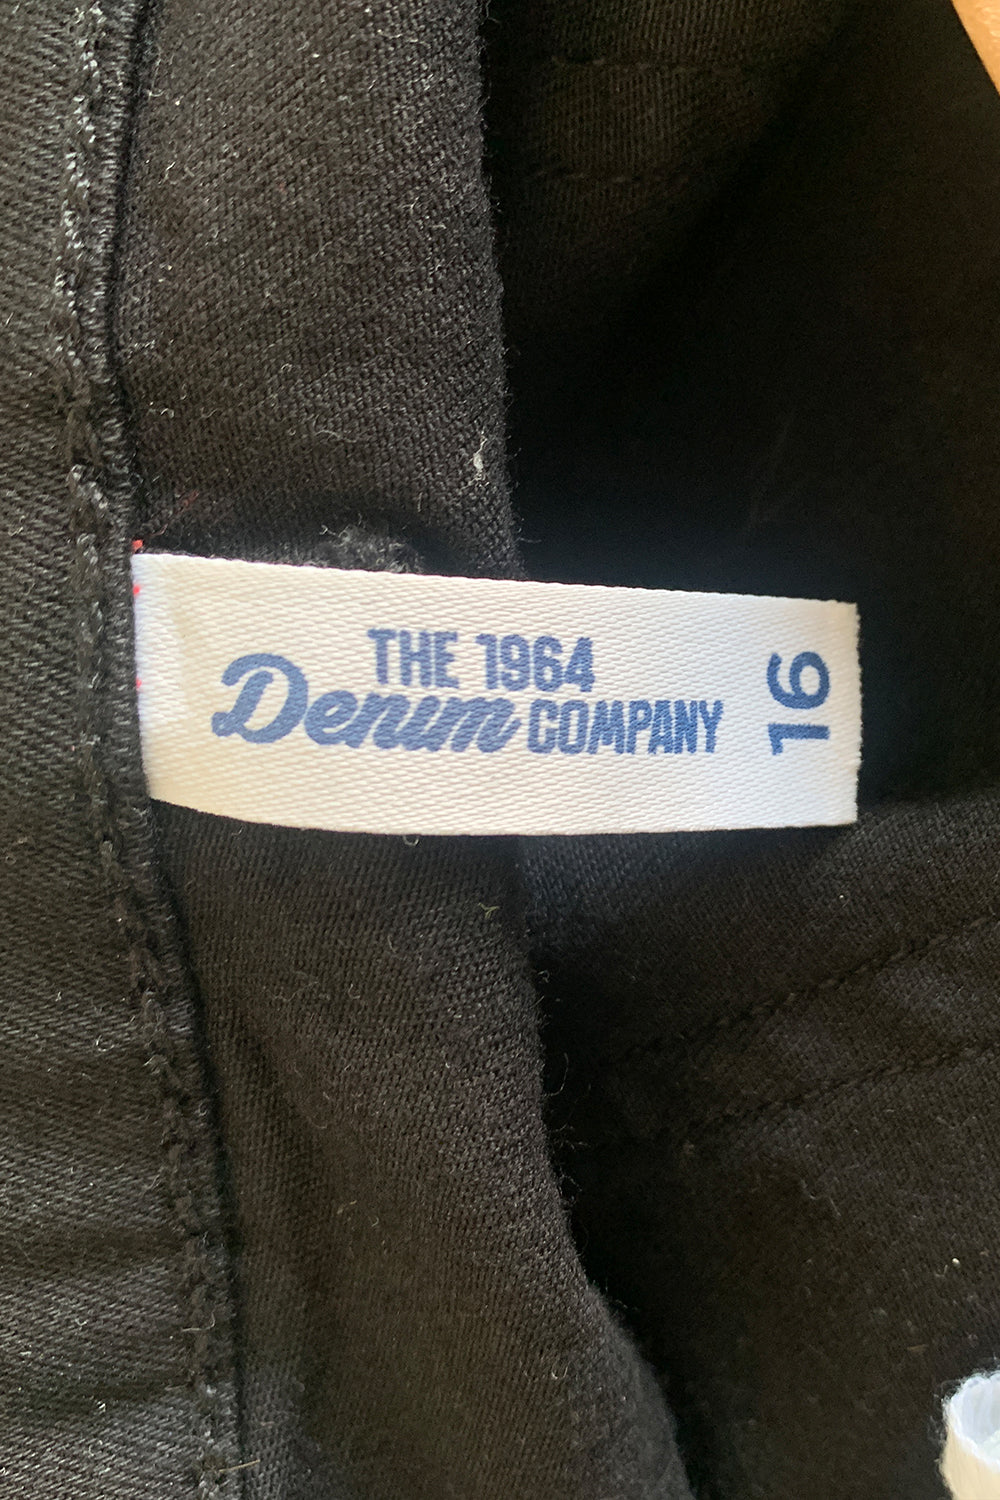 THE 1964
Denim COMPANY
16